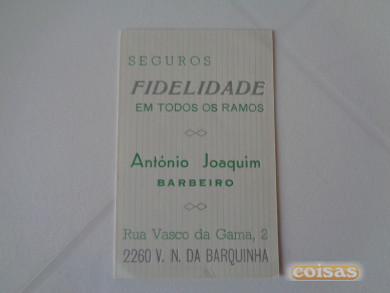 SEGUROS
FIDELIDADE
EM TODOS OS RAMOS
António Joaquim
BARBEIRO
Rua Vasco da Gama, 2
2260 V. N. DA BARQUINHA
coisas